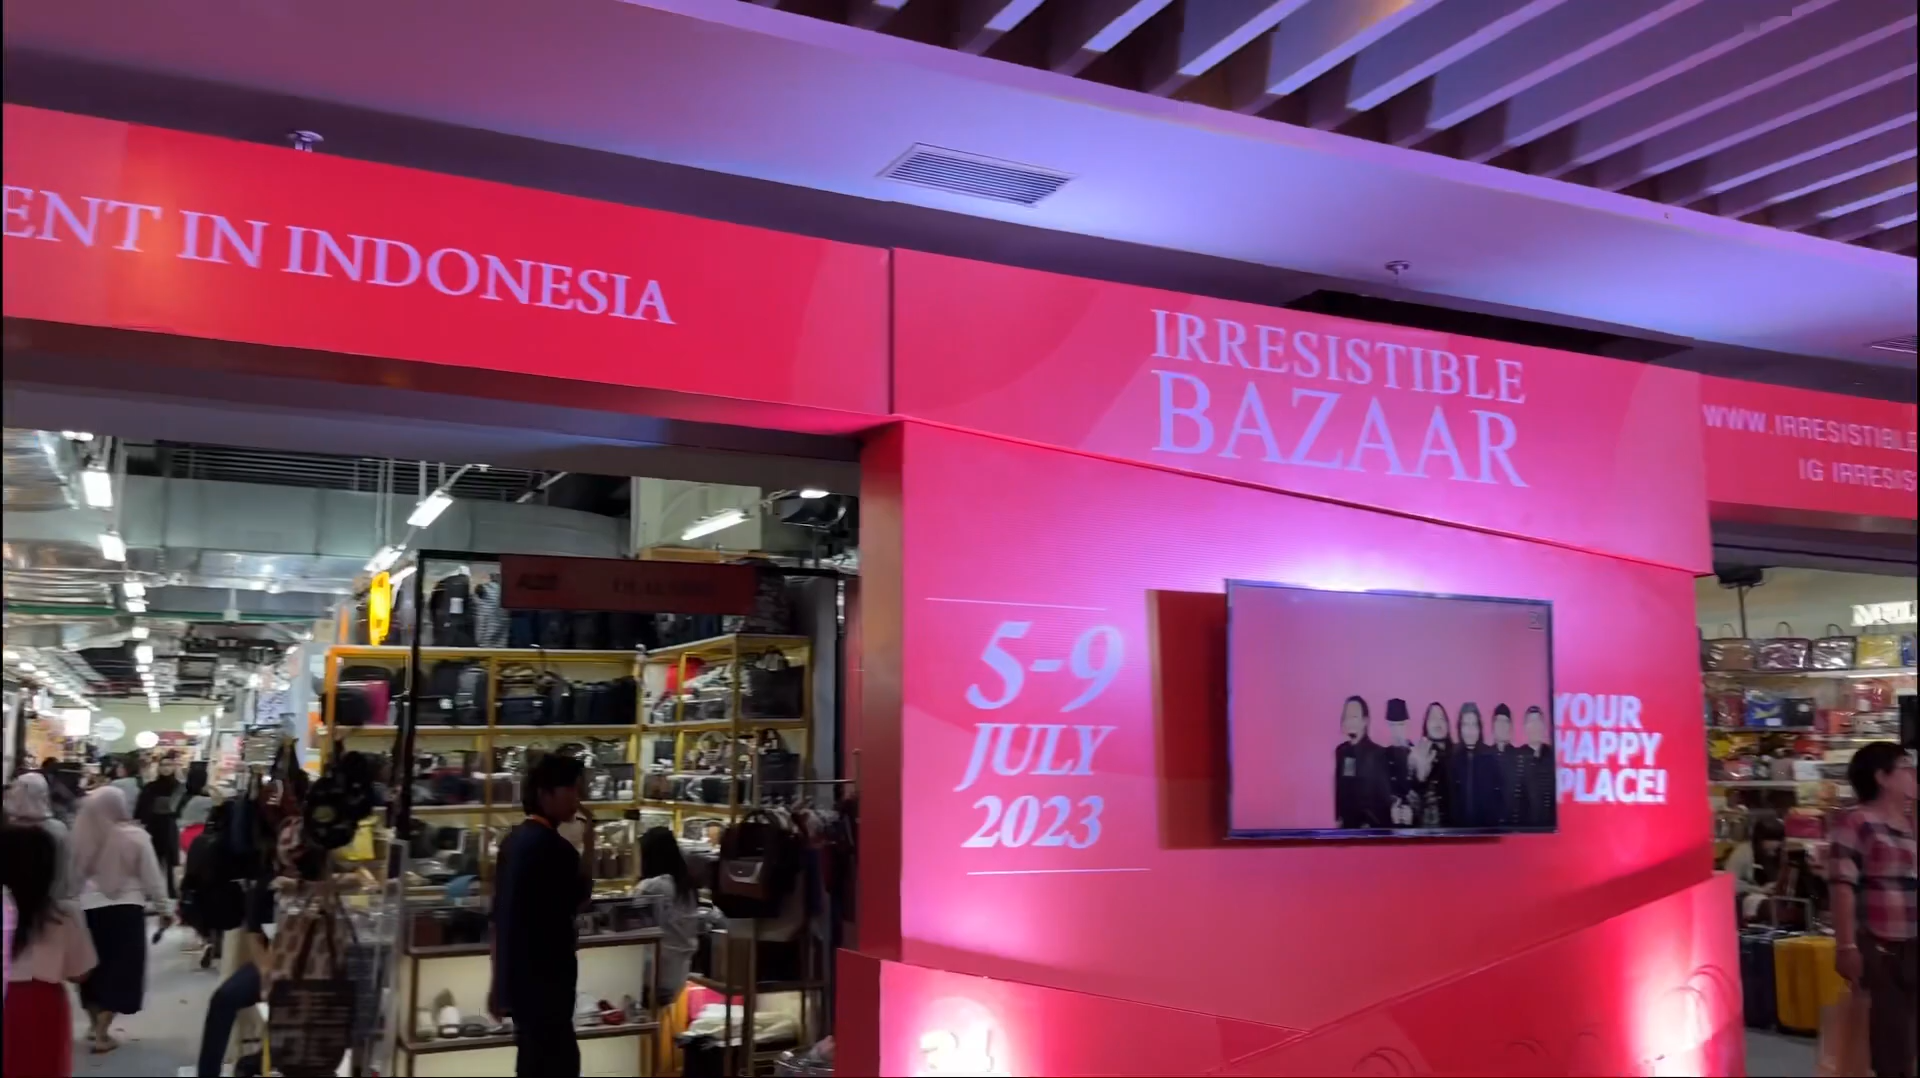 ENT IN INDONESIA
IRRESISTIBLE
BAZAAR
WWW.IRRESISTIBLE
IG IRRESIS
5-9
JULY
2023
YOUR
HAPPY
PLACE!